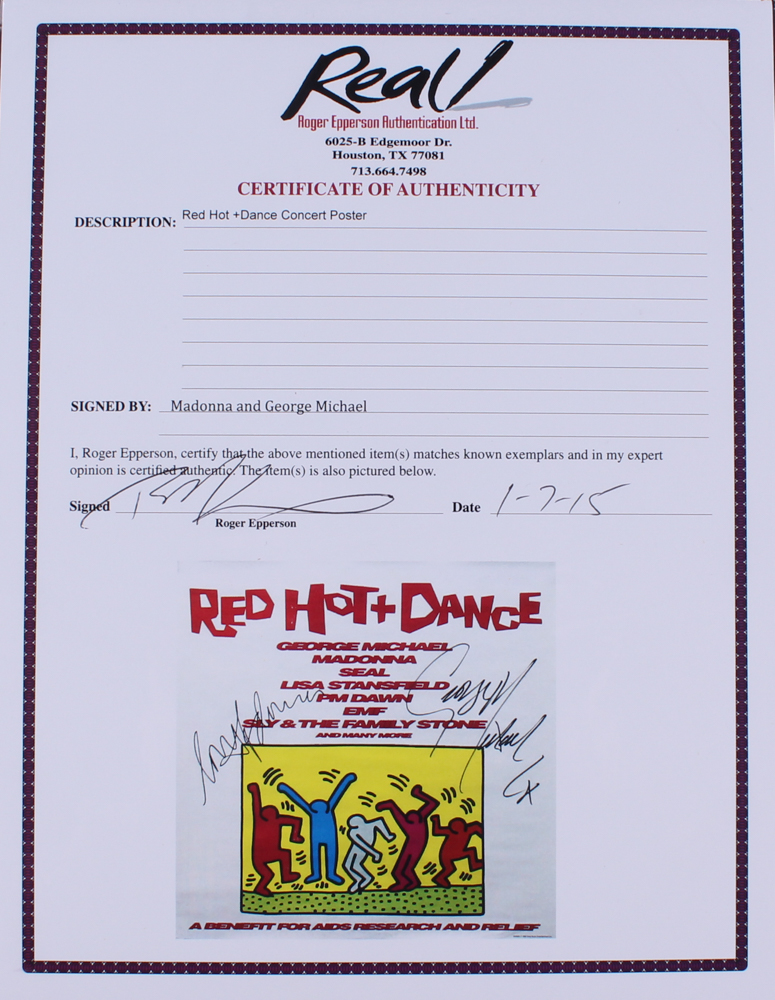 Real!
Roger Epperson Authentication Ltd.
6025-B Edgemoor Dr.
Houston, TX 77081
713.664.7498
CERTIFICATE OF AUTHENTICITY
DESCRIPTION: Red Hot +Dance Concert Poster
SIGNED BY: Madonna and George Michael
I, Roger Epperson, certify that the above mentioned item(s) matches known exemplars and in my expert
opinion is certified authentic. The item(s) is also pictured below.
Signed Date 1-7-15
Roger Epperson
RED HOT + DANCE
GEORGE MICHAEL
MADONNA
SEAL
LISA STANSFIELD
PM DAWN
EMF
SLY & THE FAMILY STONE
AND MANY MORE
George
Michael
A BENEFIT FOR AIDS RESEARCH AND RELIEF